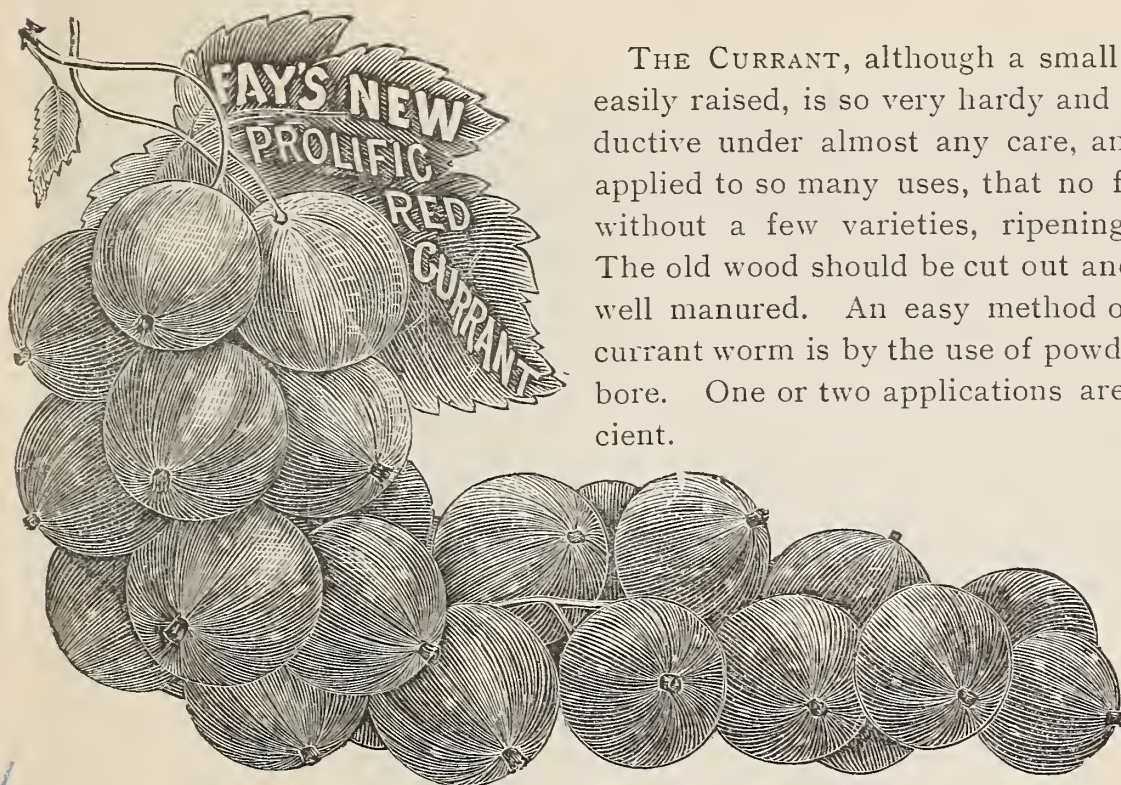 FAY'S NEW
PROLIFIC
RED
CURRANT
THE CURRANT, although a small
easily raised, is so very hardy and
ductive under almost any care, an
applied to so many uses, that no f
without a few varieties, ripening
The old wood should be cut out and
well manured. An easy method o
currant worm is by the use of powd
bore. One or two applications are
cient.